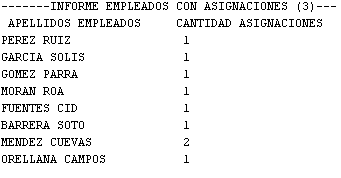 -------INFORME EMPLEADOS CON ASIGNACIONES (3)---
APELLIDOS EMPLEADOS CANTIDAD ASIGNACIONES
PEREZ RUIZ 1
GARCIA SOLIS 1
GOMEZ PARRA 1
MORAN ROA 1
FUENTES CID 1
BARRERA SOTO 1
MENDEZ CUEVAS 2
ORELLANA CAMPOS 1